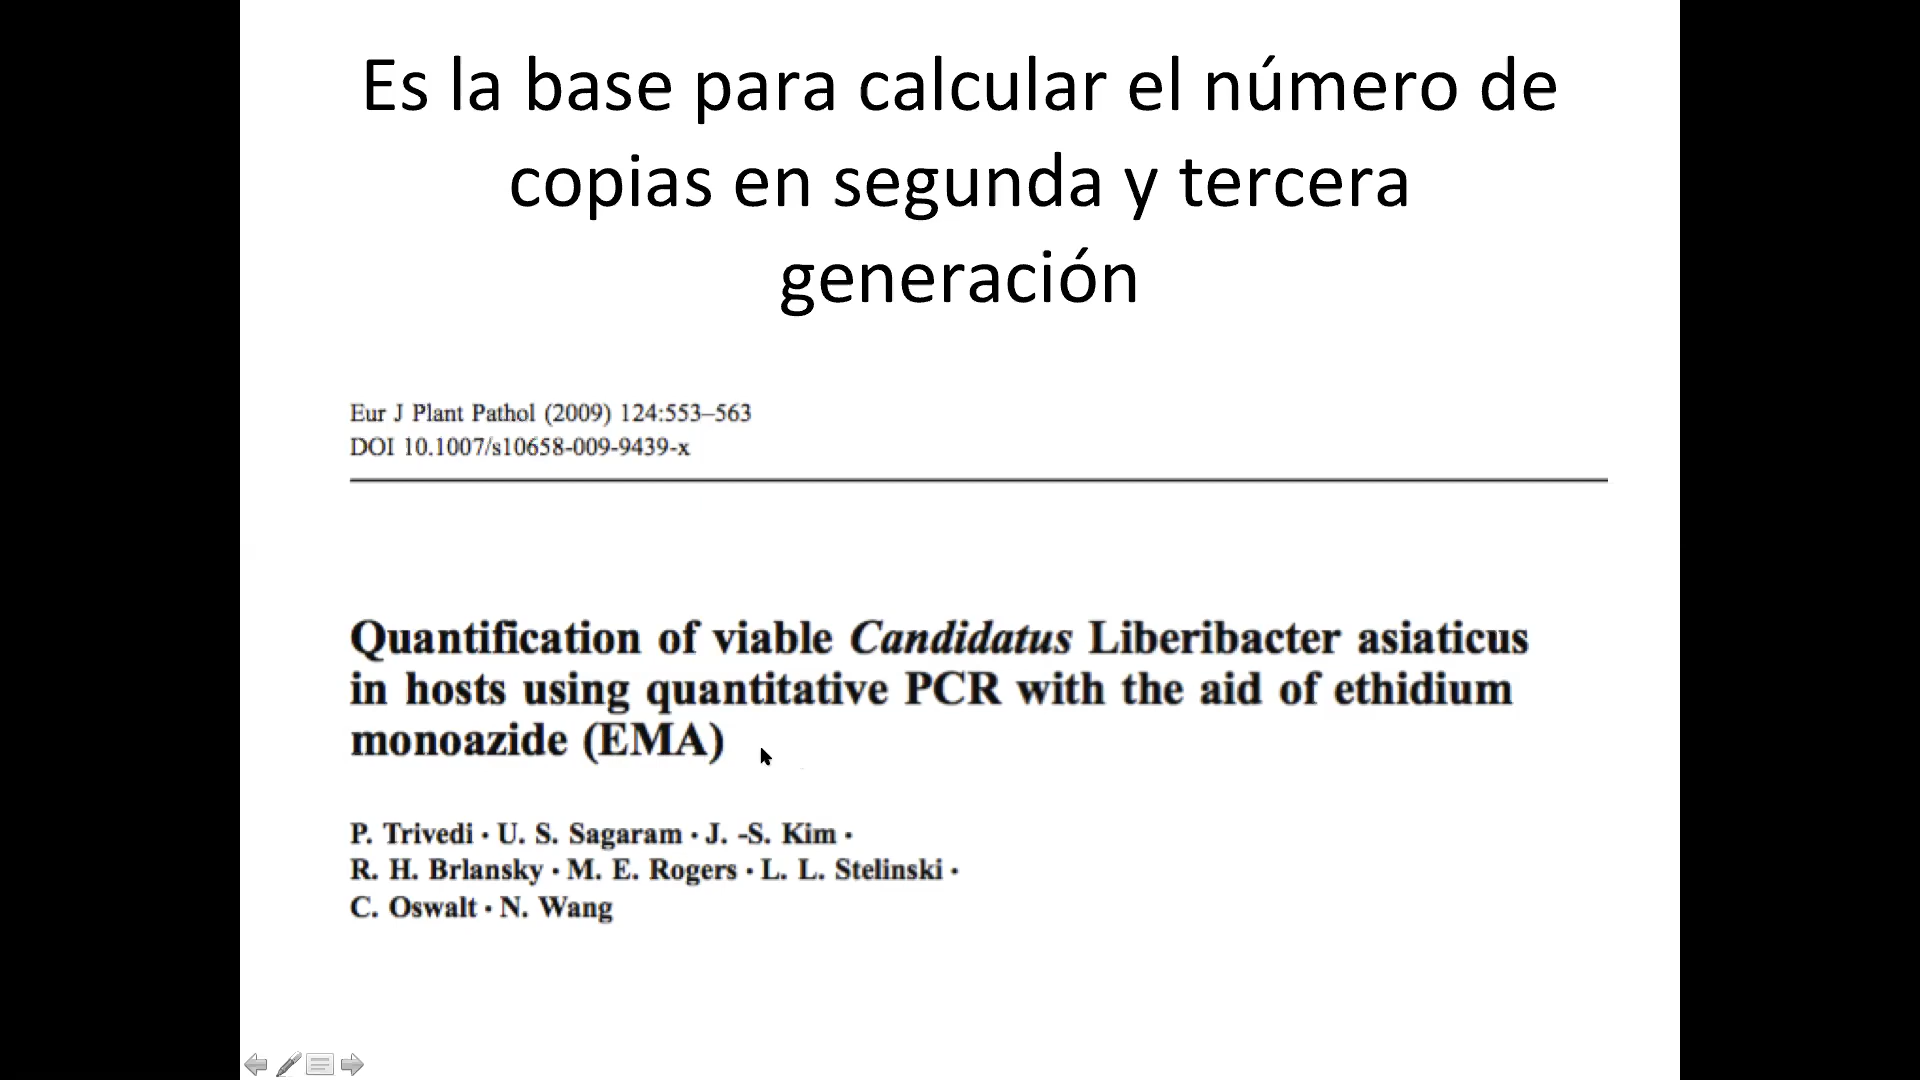 Es la base para calcular el número de
copias en segunda y tercera
generación
Eur J Plant Pathol (2009) 124:553–563
DOI 10.1007/s10658-009-9439-x
Quantification of viable Candidatus Liberibacter asiaticus
in hosts using quantitative PCR with the aid of ethidium
monoazide (EMA)
P. Trivedi · U. S. Sagaram · J. -S. Kim ·
R. H. Brlansky · M. E. Rogers · L. L. Stelinski ·
C. Oswalt · N. Wang